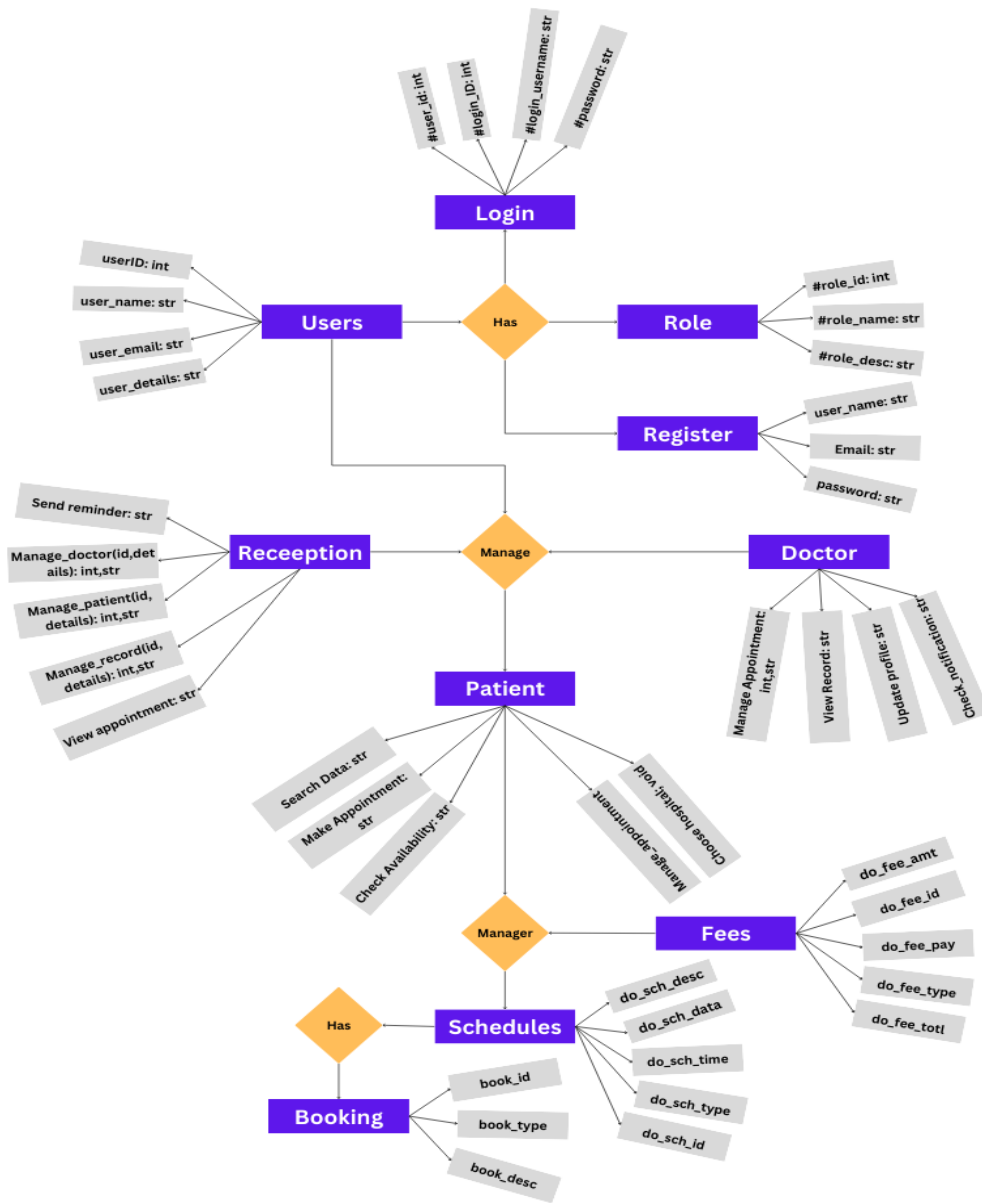 #user_id: int
#login_ID: int
#login_username: str
#password: str
Login
userID: int
user_name: str
user_email: str
user_details: str
Users
Has
Role
#role_id: int
#role_name: str
#role_desc: str
Register
user_name: str
Email: str
password: str
Send reminder: str
Manage_doctor(id,det
ails): int,str
Manage_patient(id,
details): int,str
Manage_record(id,
details): int,str
View appointment: str
Receeption
Manage
Doctor
Manage Appointment:
int,str
View Record: str
Update profile: str
Check_notification: str
Patient
Search Data: str
Make Appointment:
str
Check Availability: str
Manage_appointment
Choose hospital; void
Manager
Fees
do_fee_amt
do_fee_id
do_fee_pay
do_fee_type
do_fee_totl
Has
Schedules
do_sch_desc
do_sch_data
do_sch_time
do_sch_type
do_sch_id
Booking
book_id
book_type
book_desc